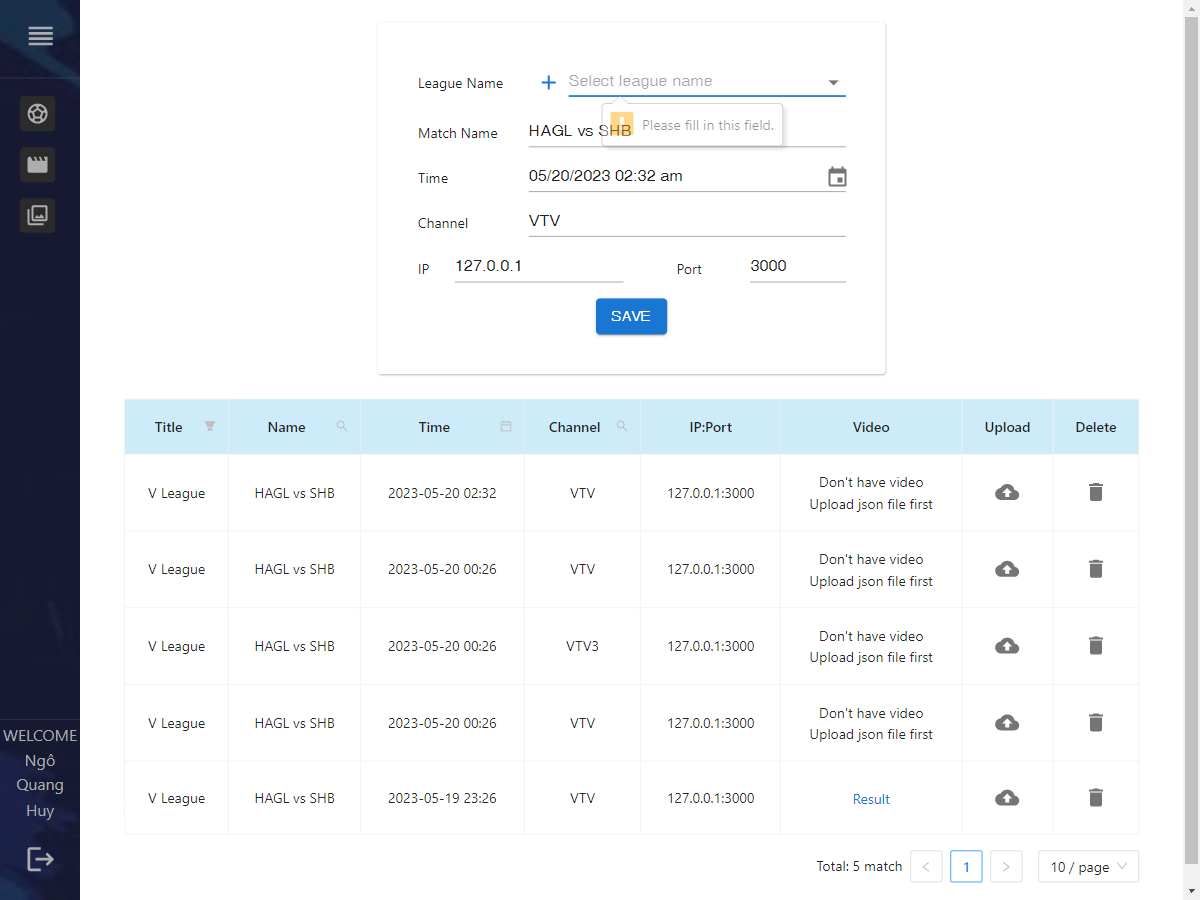 League Name + Select league name
Please fill in this field.
Match Name HAGL vs SHB
Time 05/20/2023 02:32 am
Channel VTV
IP 127.0.0.1 Port 3000
SAVE
Title Name Time Channel IP:Port Video Upload Delete
V League HAGL vs SHB 2023-05-20 02:32 VTV 127.0.0.1:3000 Don't have video
Upload json file first
V League HAGL vs SHB 2023-05-20 00:26 VTV 127.0.0.1:3000 Don't have video
Upload json file first
V League HAGL vs SHB 2023-05-20 00:26 VTV3 127.0.0.1:3000 Don't have video
Upload json file first
V League HAGL vs SHB 2023-05-20 00:26 VTV 127.0.0.1:3000 Don't have video
Upload json file first
V League HAGL vs SHB 2023-05-19 23:26 VTV 127.0.0.1:3000 Result
Total: 5 match < 1 > 10 / page
WELCOME
Ngô
Quang
Huy